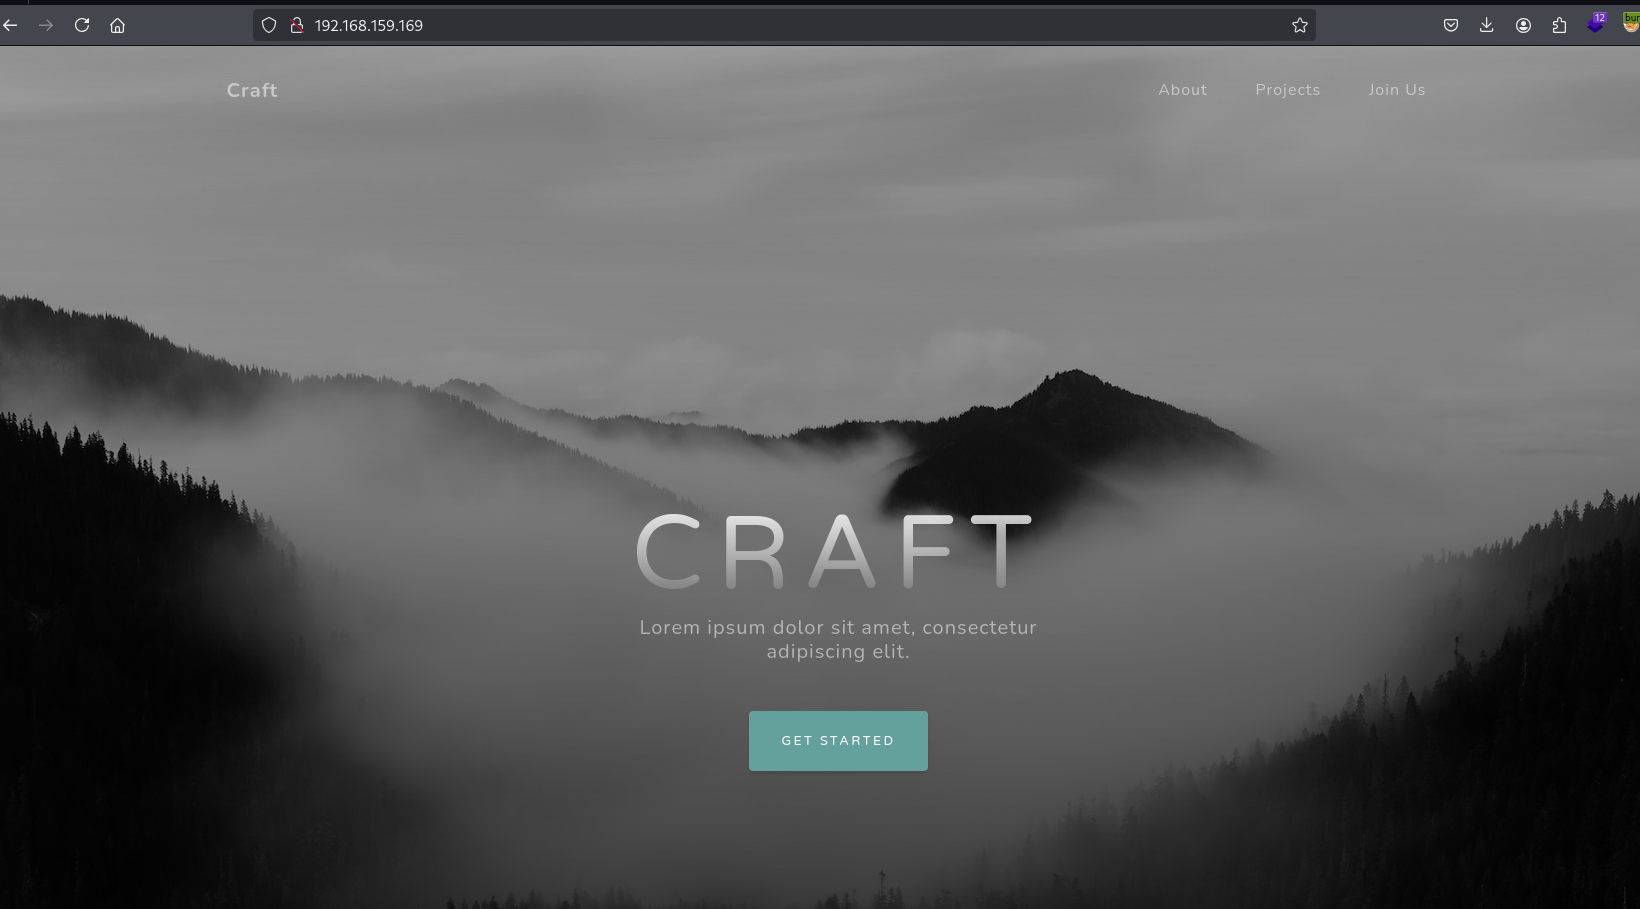 192.168.159.169
12
bur
Craft
About Projects Join Us
CRAFT
Lorem ipsum dolor sit amet, consectetur
adipiscing elit.
GET STARTED